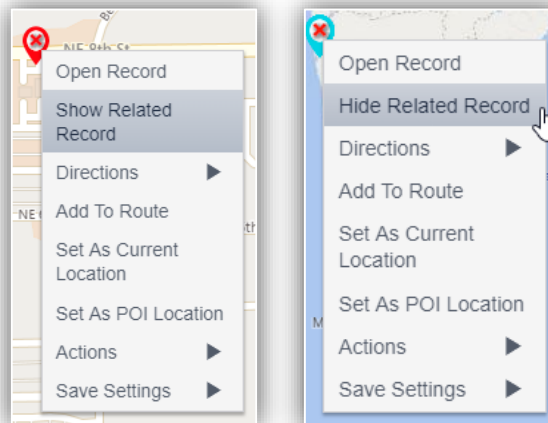 NE 8th St
Open Record
Show Related
Record
Directions
Add To Route
Set As Current
Location
Set As POI Location
Actions
Save Settings
Open Record
Hide Related Record
Directions
Add To Route
Set As Current
Location
Set As POI Location
Actions
Save Settings